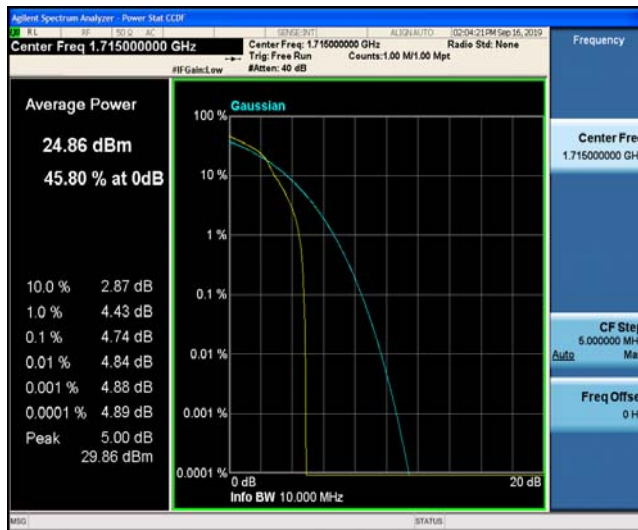 Agilent Spectrum Analyzer - Power Stat CCDF
RL RF 50 Ω AC SENSE:INT ALIGN AUTO 02:04:21 PM Sep 16, 2019
Center Freq 1.715000000 GHz
Center Freq: 1.715000000 GHz Radio Std: None
Trig: Free Run Counts:1.00 M/1.00 Mpt
#IFGain:Low #Atten: 40 dB
Frequency
Average Power
24.86 dBm
45.80 % at 0dB
10.0 % 2.87 dB
1.0 % 4.43 dB
0.1 % 4.74 dB
0.01 % 4.84 dB
0.001 % 4.88 dB
0.0001 % 4.89 dB
Peak 5.00 dB
29.86 dBm
Gaussian
100 %
10 %
1 %
0.1 %
0.01 %
0.001 %
0.0001 %
0 dB 20 dB
Info BW 10.000 MHz
Center Fre
1.715000000 GH
CF Step
5.000000 MH
Auto Ma
Freq Offse
0 H
MSG STATUS